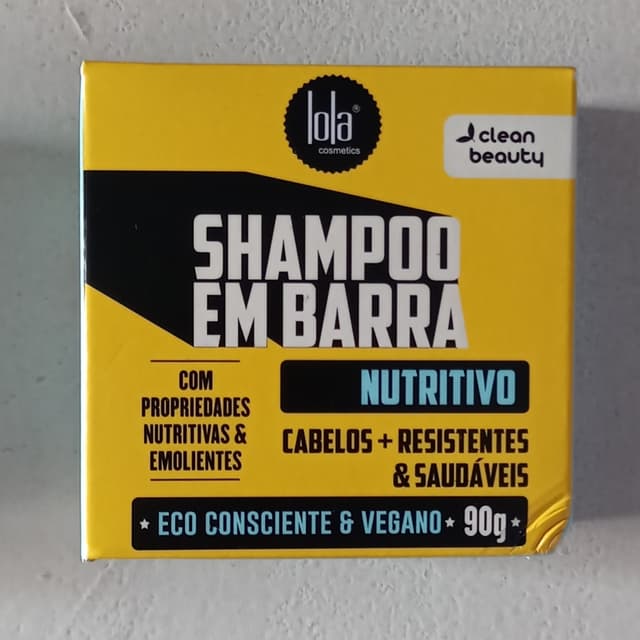 lola®
cosmetics
clean
beauty
SHAMPOO
EM BARRA
COM
PROPRIEDADES
NUTRITIVAS &
EMOLIENTES
NUTRITIVO
CABELOS + RESISTENTES
& SAUDÁVEIS
ECO CONSCIENTE & VEGANO 90g